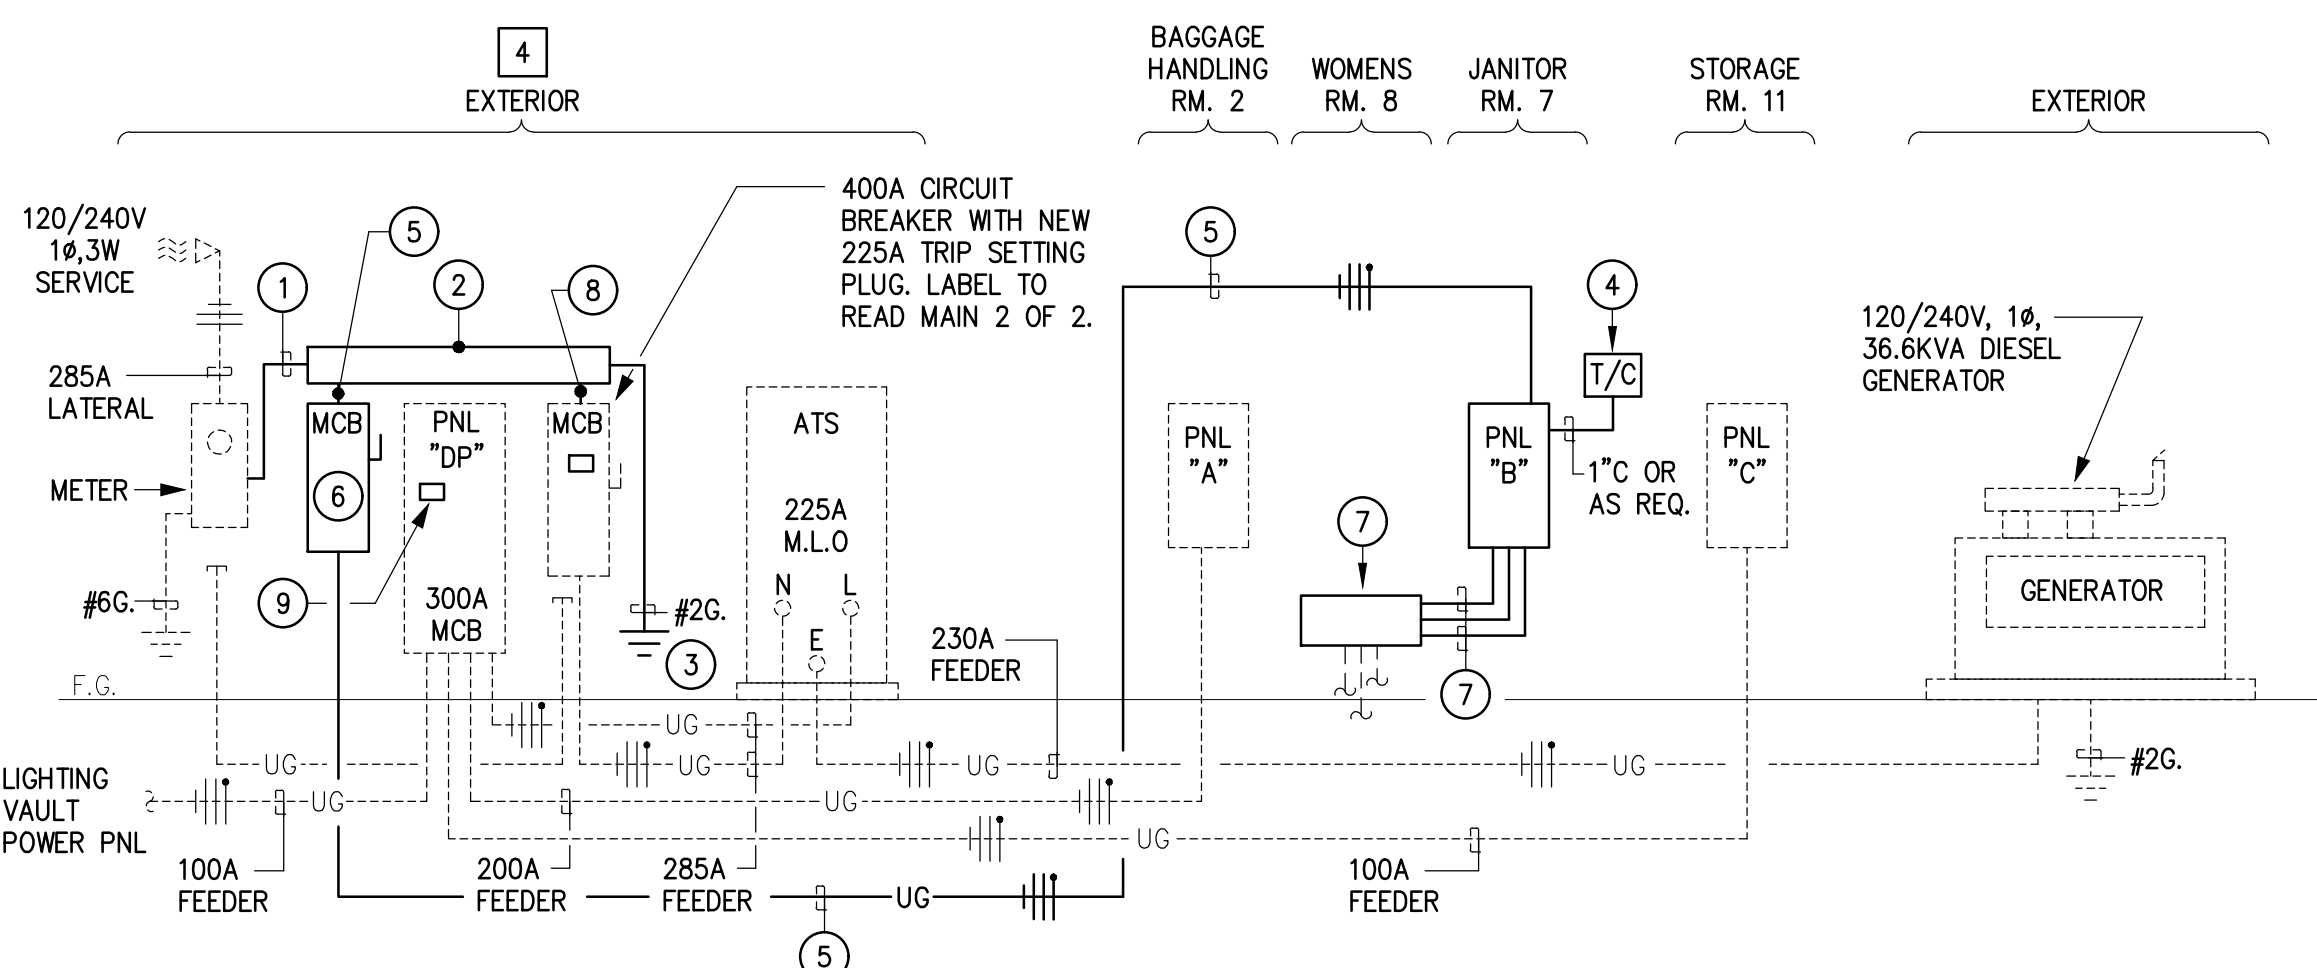 4
EXTERIOR
BAGGAGE
HANDLING
RM. 2
WOMENS
RM. 8
JANITOR
RM. 7
STORAGE
RM. 11
EXTERIOR
120/240V
1ø,3W
SERVICE
1
5
2
8
400A CIRCUIT
BREAKER WITH NEW
225A TRIP SETTING
PLUG. LABEL TO
READ MAIN 2 OF 2.
5
4
T/C
120/240V, 1ø,
36.6KVA DIESEL
GENERATOR
285A
LATERAL
METER
MCB
6
PNL
"DP"
300A
MCB
MCB
ATS
225A
M.L.O
N
L
E
PNL
"A"
PNL
"B"
1"C OR
AS REQ.
PNL
"C"
7
7
GENERATOR
#6G.
9
#2G.
3
230A
FEEDER
F.G.
UG
UG
UG
UG
UG
#2G.
LIGHTING
VAULT
POWER PNL
UG
UG
UG
100A
FEEDER
200A
FEEDER
285A
FEEDER
UG
100A
FEEDER
5